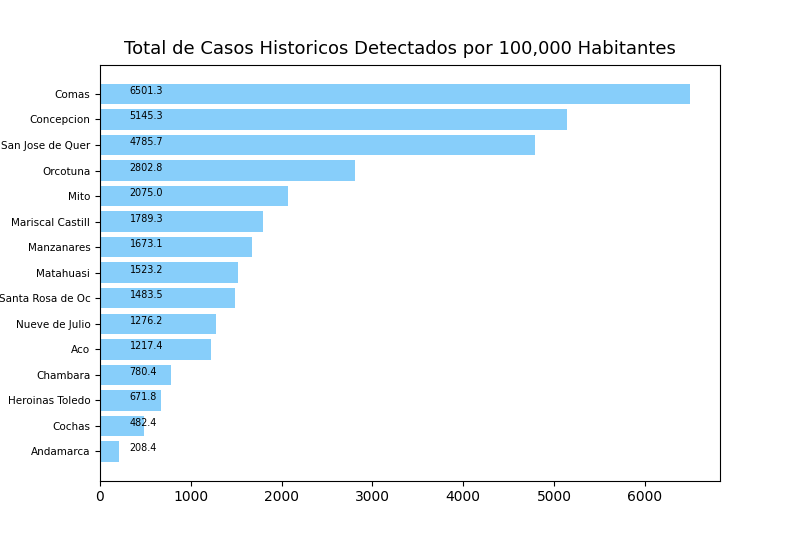 Total de Casos Historicos Detectados por 100,000 Habitantes
Comas 6501.3
Concepcion 5145.3
San Jose de Quer 4785.7
Orcotuna 2802.8
Mito 2075.0
Mariscal Castill 1789.3
Manzanares 1673.1
Matahuasi 1523.2
Santa Rosa de Oc 1483.5
Nueve de Julio 1276.2
Aco 1217.4
Chambara 780.4
Heroinas Toledo 671.8
Cochas 482.4
Andamarca 208.4
0 1000 2000 3000 4000 5000 6000